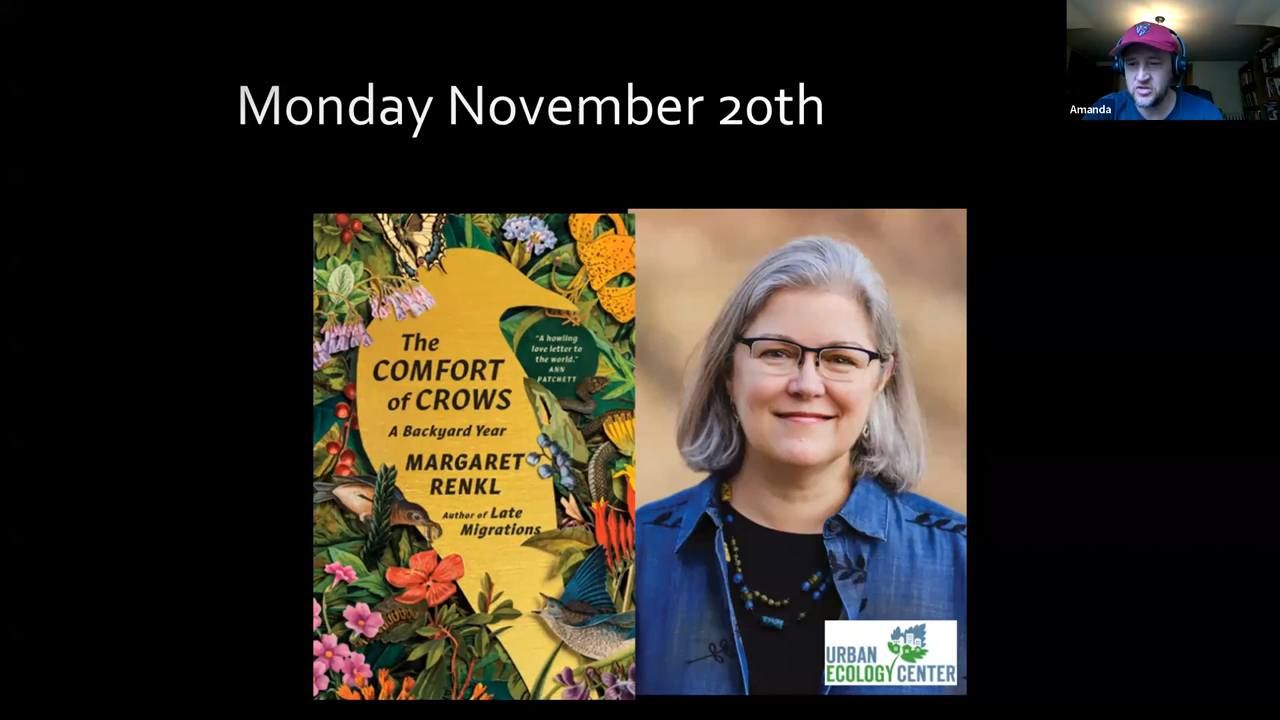 Monday November 20th
Amanda
The
COMFORT
of CROWS
A Backyard Year
MARGARET
RENKL
Author of Late
Migrations
"A howling
love letter to
the world."
ANN
PATCHETT
URBAN
ECOLOGY CENTER